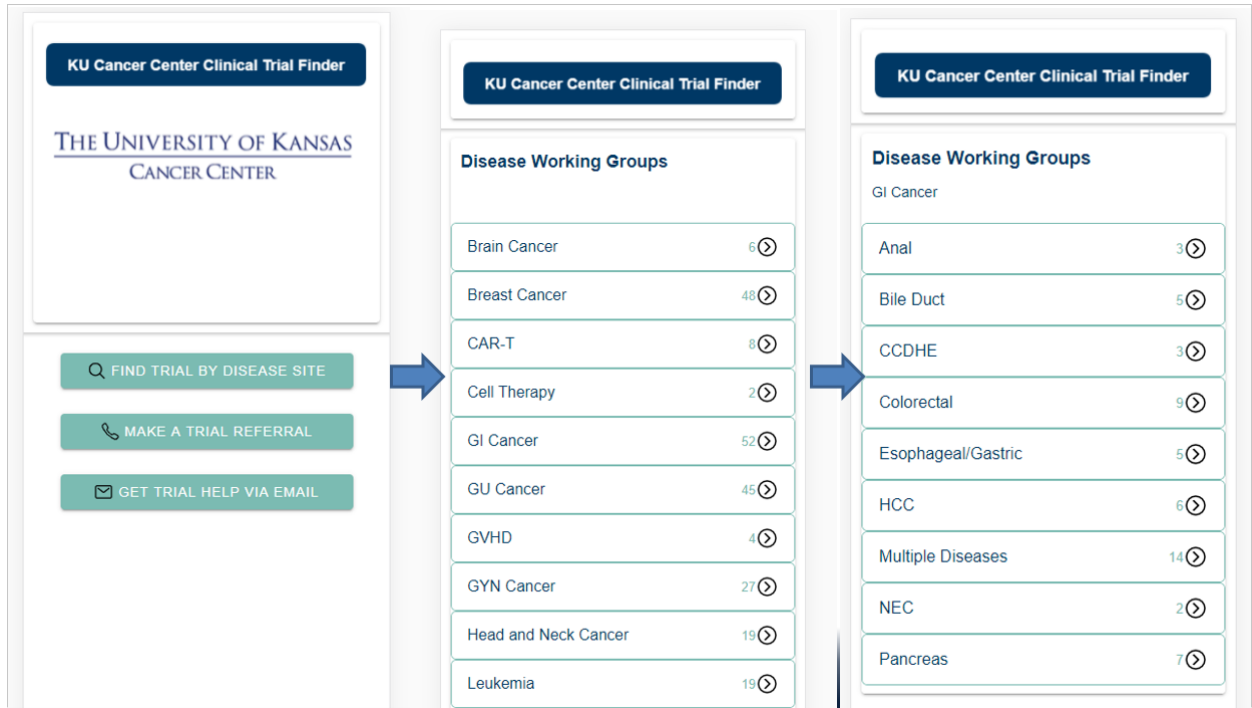 KU Cancer Center Clinical Trial Finder
THE UNIVERSITY OF KANSAS
CANCER CENTER
FIND TRIAL BY DISEASE SITE
MAKE A TRIAL REFERRAL
GET TRIAL HELP VIA EMAIL
KU Cancer Center Clinical Trial Finder
Disease Working Groups
Brain Cancer 6
Breast Cancer 48
CAR-T 8
Cell Therapy 2
GI Cancer 52
GU Cancer 45
GVHD 4
GYN Cancer 27
Head and Neck Cancer 19
Leukemia 19
KU Cancer Center Clinical Trial Finder
Disease Working Groups
GI Cancer
Anal 3
Bile Duct 5
CCDHE 3
Colorectal 9
Esophageal/Gastric 5
HCC 6
Multiple Diseases 14
NEC 2
Pancreas 7